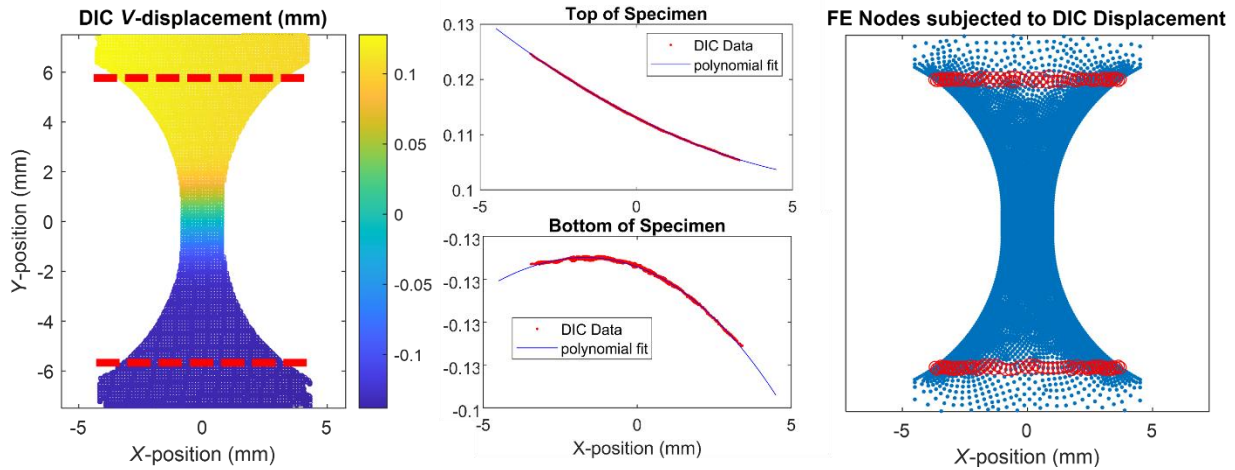 DIC V-displacement (mm)
6
4
2
0
-2
-4
-6
Y-position (mm)
-5
0
5
X-position (mm)
0.1
0.05
0
-0.05
-0.1
Top of Specimen
0.13
0.12
0.11
0.1
-5
0
5
DIC Data
polynomial fit
Bottom of Specimen
-0.13
-0.13
-0.13
-0.13
-0.1
-5
0
5
X-position (mm)
DIC Data
polynomial fit
FE Nodes subjected to DIC Displacement
-5
0
5
X-position (mm)